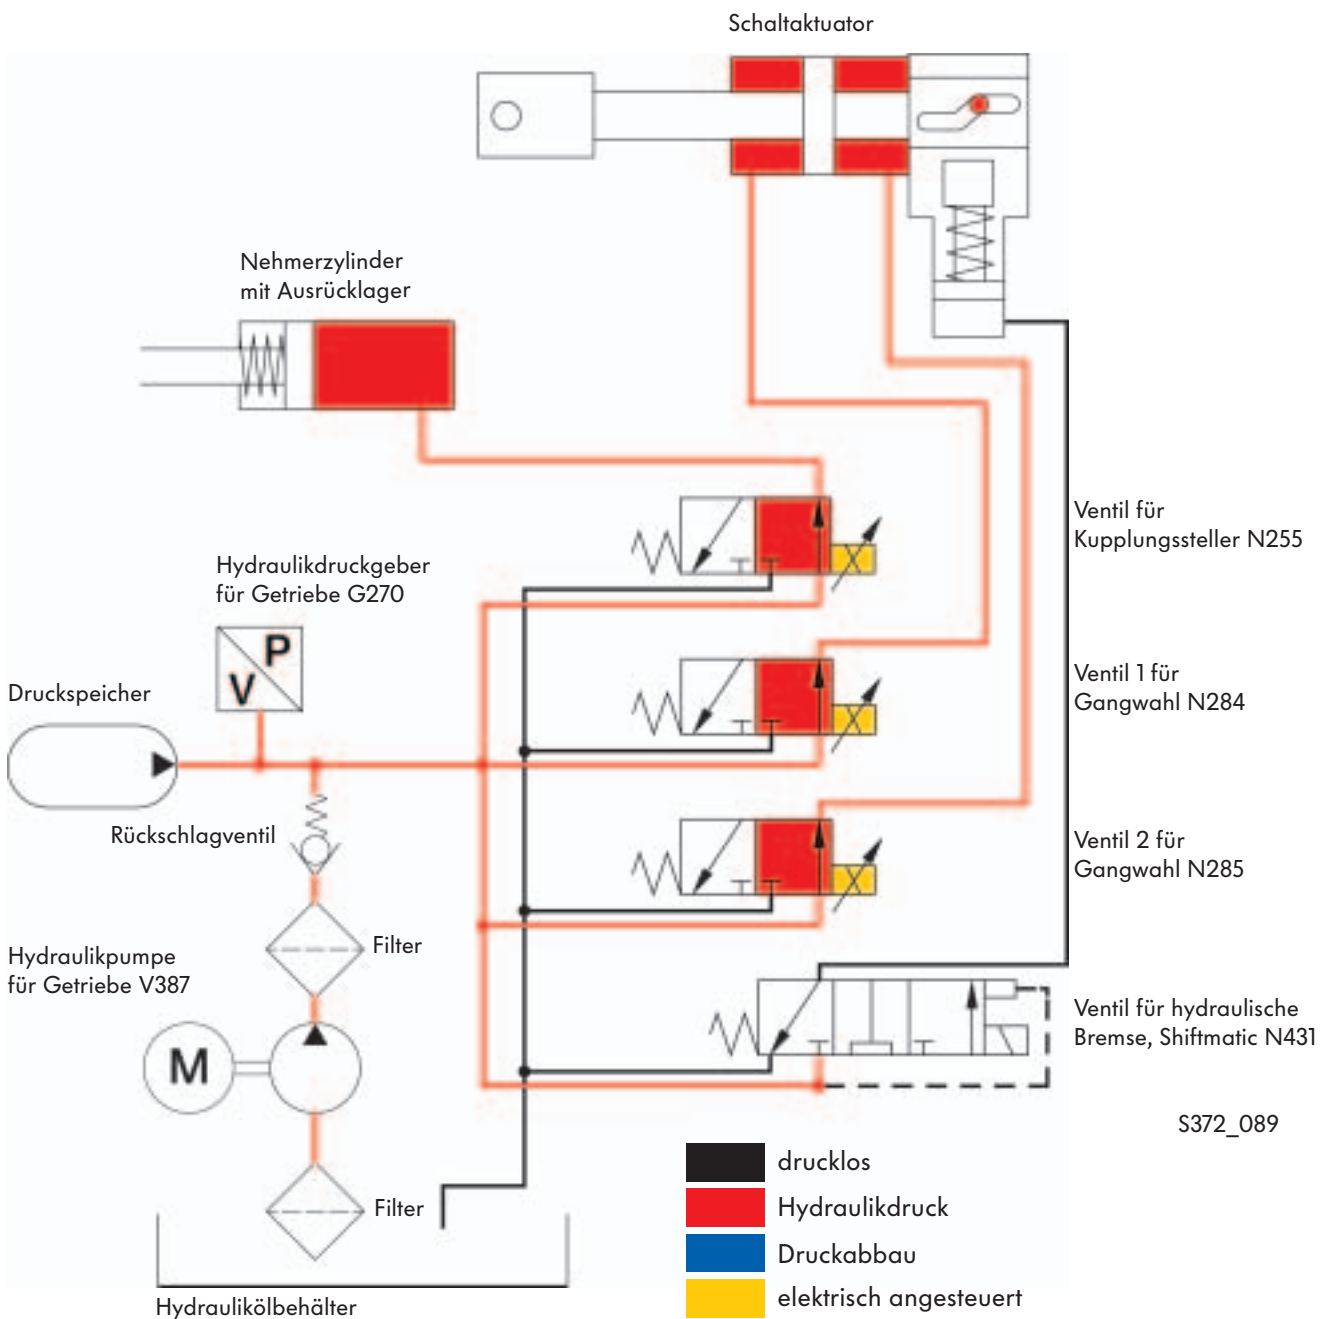 Schaltaktuator
Nehmerzylinder
mit Ausrücklager
Ventil für
Kupplungssteller N255
Hydraulikdruckgeber
für Getriebe G270
P
V
Druckspeicher
Ventil 1 für
Gangwahl N284
Rückschlagventil
Ventil 2 für
Gangwahl N285
Filter
Hydraulikpumpe
für Getriebe V387
M
Ventil für hydraulische
Bremse, Shiftmatic N431
S372_089
drucklos
Filter
Hydraulikdruck
Druckabbau
elektrisch angesteuert
Hydraulikölbehälter